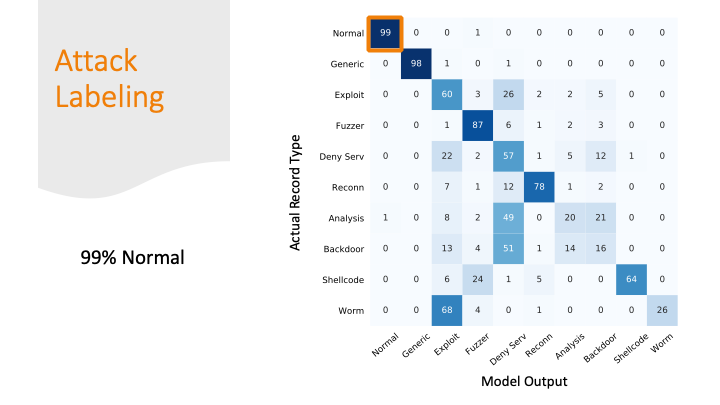 Attack
Labeling
99% Normal
Actual Record Type
Normal 99 0 0 1 0 0 0 0 0 0
Generic 0 98 1 0 1 0 0 0 0 0
Exploit 0 0 60 3 26 2 2 5 0 0
Fuzzer 0 0 1 87 6 1 2 3 0 0
Deny Serv 0 0 22 2 57 1 5 12 1 0
Reconn 0 0 7 1 12 78 1 2 0 0
Analysis 1 0 8 2 49 0 20 21 0 0
Backdoor 0 0 13 4 51 1 14 16 0 0
Shellcode 0 0 6 24 1 5 0 0 64 0
Worm 0 0 68 4 0 1 0 0 0 26
Normal Generic Exploit Fuzzer Deny Serv Reconn Analysis Backdoor Shellcode Worm
Model Output